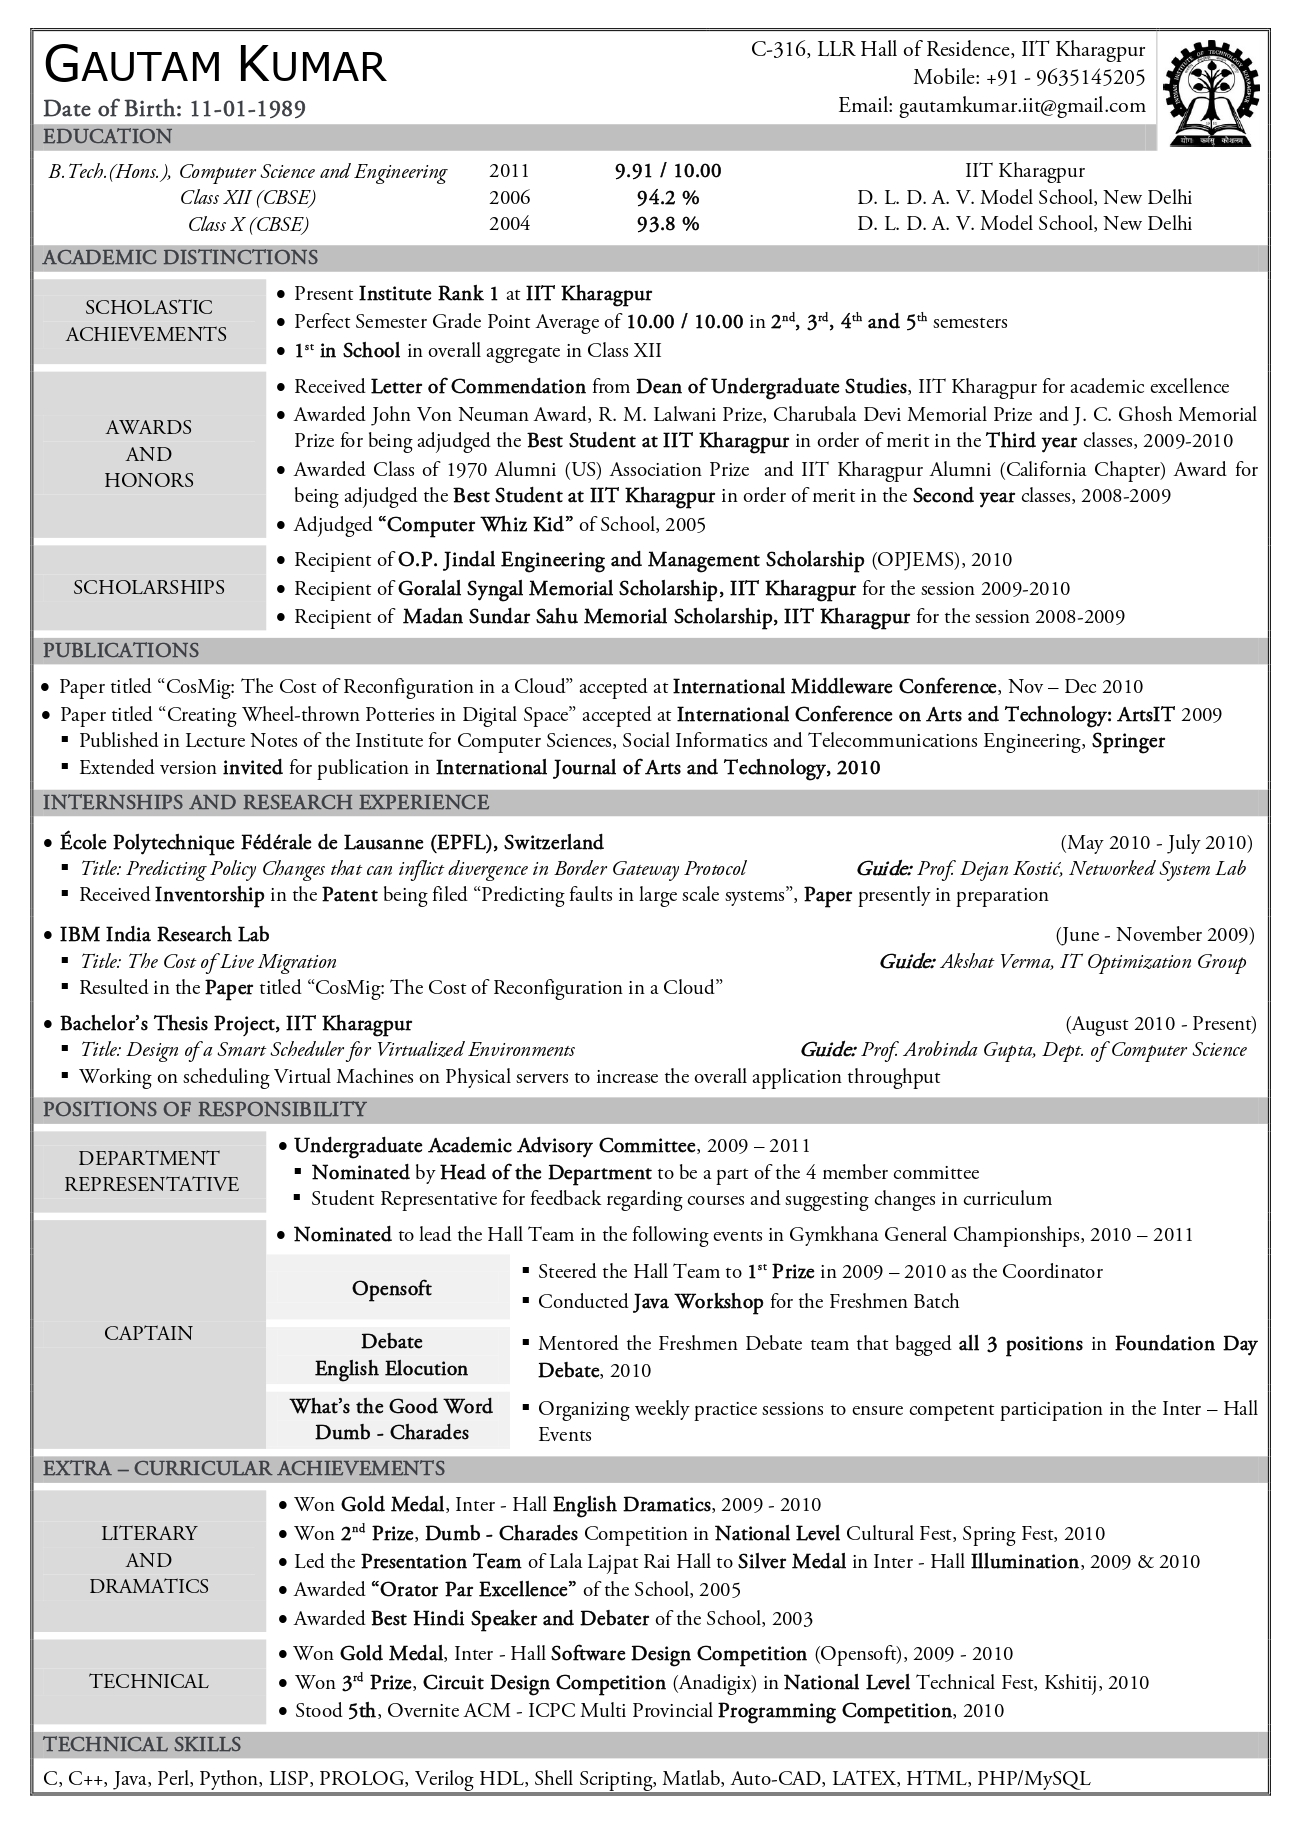 GAUTAM KUMAR
Date of Birth: 11-01-1989
C-316, LLR Hall of Residence, IIT Kharagpur
Mobile: +91 - 9635145205
Email: gautamkumar.iit@gmail.com
EDUCATION
B.Tech.(Hons.), Computer Science and Engineering 2011 9.91 / 10.00 IIT Kharagpur
Class XII (CBSE) 2006 94.2 % D. L. D. A. V. Model School, New Delhi
Class X (CBSE) 2004 93.8 % D. L. D. A. V. Model School, New Delhi
ACADEMIC DISTINCTIONS
SCHOLASTIC
ACHIEVEMENTS
• Present Institute Rank 1 at IIT Kharagpur
• Perfect Semester Grade Point Average of 10.00 / 10.00 in 2nd, 3rd, 4th and 5th semesters
• 1st in School in overall aggregate in Class XII
AWARDS
AND
HONORS
• Received Letter of Commendation from Dean of Undergraduate Studies, IIT Kharagpur for academic excellence
• Awarded John Von Neuman Award, R. M. Lalwani Prize, Charubala Devi Memorial Prize and J. C. Ghosh Memorial
Prize for being adjudged the Best Student at IIT Kharagpur in order of merit in the Third year classes, 2009-2010
• Awarded Class of 1970 Alumni (US) Association Prize and IIT Kharagpur Alumni (California Chapter) Award for
being adjudged the Best Student at IIT Kharagpur in order of merit in the Second year classes, 2008-2009
• Adjudged “Computer Whiz Kid” of School, 2005
SCHOLARSHIPS
• Recipient of O.P. Jindal Engineering and Management Scholarship (OPJEMS), 2010
• Recipient of Goralal Syngal Memorial Scholarship, IIT Kharagpur for the session 2009-2010
• Recipient of Madan Sundar Sahu Memorial Scholarship, IIT Kharagpur for the session 2008-2009
PUBLICATIONS
• Paper titled “CosMig: The Cost of Reconfiguration in a Cloud” accepted at International Middleware Conference, Nov – Dec 2010
• Paper titled “Creating Wheel-thrown Potteries in Digital Space” accepted at International Conference on Arts and Technology: ArtsIT 2009
▪ Published in Lecture Notes of the Institute for Computer Sciences, Social Informatics and Telecommunications Engineering, Springer
▪ Extended version invited for publication in International Journal of Arts and Technology, 2010
INTERNSHIPS AND RESEARCH EXPERIENCE
• École Polytechnique Fédérale de Lausanne (EPFL), Switzerland (May 2010 - July 2010)
▪ Title: Predicting Policy Changes that can inflict divergence in Border Gateway Protocol Guide: Prof. Dejan Kostić, Networked System Lab
▪ Received Inventorship in the Patent being filed “Predicting faults in large scale systems”, Paper presently in preparation
• IBM India Research Lab (June - November 2009)
▪ Title: The Cost of Live Migration Guide: Akshat Verma, IT Optimization Group
▪ Resulted in the Paper titled “CosMig: The Cost of Reconfiguration in a Cloud”
• Bachelor’s Thesis Project, IIT Kharagpur (August 2010 - Present)
▪ Title: Design of a Smart Scheduler for Virtualized Environments Guide: Prof. Arobinda Gupta, Dept. of Computer Science
▪ Working on scheduling Virtual Machines on Physical servers to increase the overall application throughput
POSITIONS OF RESPONSIBILITY
DEPARTMENT
REPRESENTATIVE
• Undergraduate Academic Advisory Committee, 2009 – 2011
▪ Nominated by Head of the Department to be a part of the 4 member committee
▪ Student Representative for feedback regarding courses and suggesting changes in curriculum
CAPTAIN
• Nominated to lead the Hall Team in the following events in Gymkhana General Championships, 2010 – 2011
Opensoft
▪ Steered the Hall Team to 1st Prize in 2009 – 2010 as the Coordinator
▪ Conducted Java Workshop for the Freshmen Batch
Debate
English Elocution
▪ Mentored the Freshmen Debate team that bagged all 3 positions in Foundation Day
Debate, 2010
What’s the Good Word
Dumb - Charades
▪ Organizing weekly practice sessions to ensure competent participation in the Inter – Hall
Events
EXTRA – CURRICULAR ACHIEVEMENTS
LITERARY
AND
DRAMATICS
• Won Gold Medal, Inter - Hall English Dramatics, 2009 - 2010
• Won 2nd Prize, Dumb - Charades Competition in National Level Cultural Fest, Spring Fest, 2010
• Led the Presentation Team of Lala Lajpat Rai Hall to Silver Medal in Inter - Hall Illumination, 2009 & 2010
• Awarded “Orator Par Excellence” of the School, 2005
• Awarded Best Hindi Speaker and Debater of the School, 2003
TECHNICAL
• Won Gold Medal, Inter - Hall Software Design Competition (Opensoft), 2009 - 2010
• Won 3rd Prize, Circuit Design Competition (Anadigix) in National Level Technical Fest, Kshitij, 2010
• Stood 5th, Overnite ACM - ICPC Multi Provincial Programming Competition, 2010
TECHNICAL SKILLS
C, C++, Java, Perl, Python, LISP, PROLOG, Verilog HDL, Shell Scripting, Matlab, Auto-CAD, LATEX, HTML, PHP/MySQL